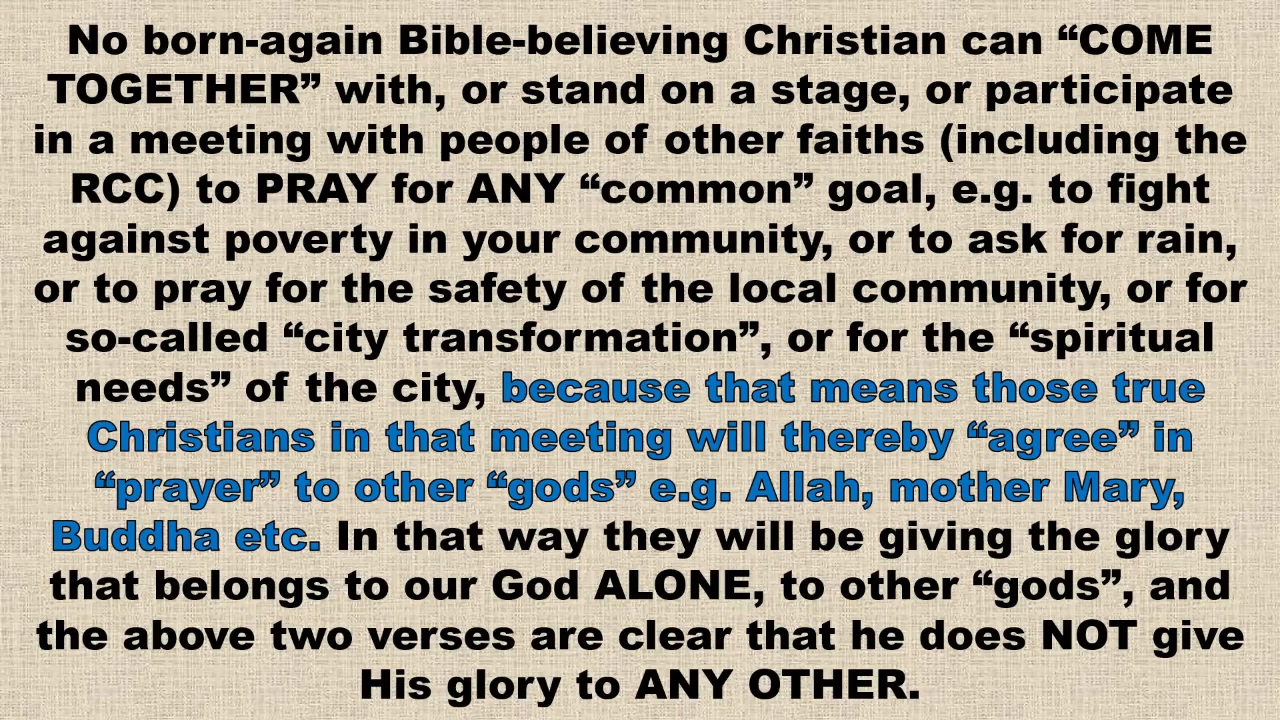 No born-again Bible-believing Christian can “COME
TOGETHER” with, or stand on a stage, or participate
in a meeting with people of other faiths (including the
RCC) to PRAY for ANY “common” goal, e.g. to fight
against poverty in your community, or to ask for rain,
or to pray for the safety of the local community, or for
so-called “city transformation”, or for the “spiritual
needs” of the city, because that means those true
Christians in that meeting will thereby “agree” in
“prayer” to other “gods” e.g. Allah, mother Mary,
Buddha etc. In that way they will be giving the glory
that belongs to our God ALONE, to other “gods”, and
the above two verses are clear that he does NOT give
His glory to ANY OTHER.